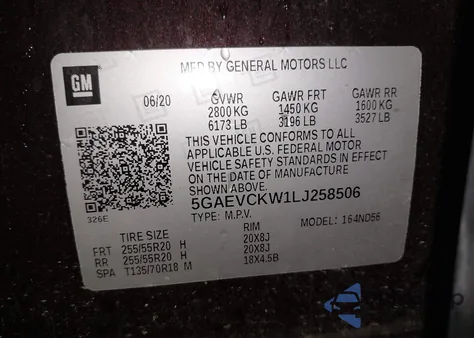 MFD BY GENERAL MOTORS LLC
GM
06/20 GVWR GAWR FRT GAWR RR
2800 KG 1450 KG 1600 KG
6173 LB 3196 LB 3527 LB
THIS VEHICLE CONFORMS TO ALL
APPLICABLE U.S. FEDERAL MOTOR
VEHICLE SAFETY STANDARDS IN EFFECT
ON THE DATE OF MANUFACTURE
SHOWN ABOVE.
326E
5GAEVCKW1LJ258506
TYPE: M.P.V. MODEL: 164ND56
TIRE SIZE RIM
FRT 255/55R20 H 20X8J
RR 255/55R20 H 20X8J
SPA T135/70R18 M 18X4.5B